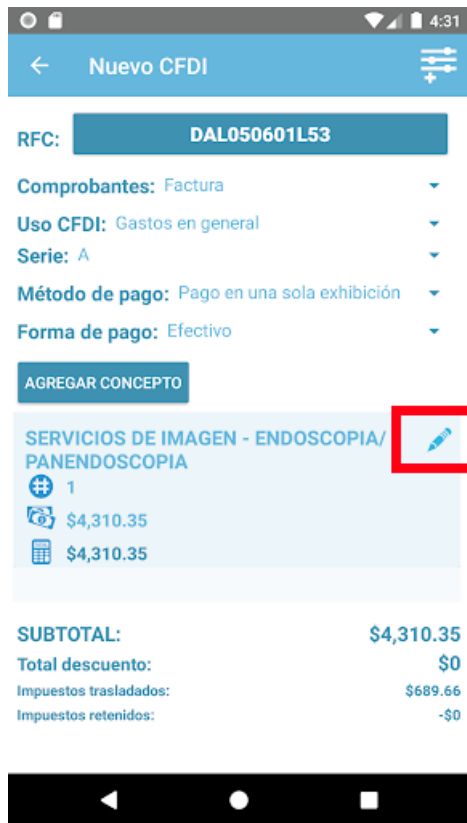 4:31
Nuevo CFDI
RFC: DAL050601L53
Comprobantes: Factura
Uso CFDI: Gastos en general
Serie: A
Método de pago: Pago en una sola exhibición
Forma de pago: Efectivo
AGREGAR CONCEPTO
SERVICIOS DE IMAGEN - ENDOSCOPIA/
PANENDOSCOPIA
1
$4,310.35
$4,310.35
SUBTOTAL: $4,310.35
Total descuento: $0
Impuestos trasladados: $689.66
Impuestos retenidos: -$0